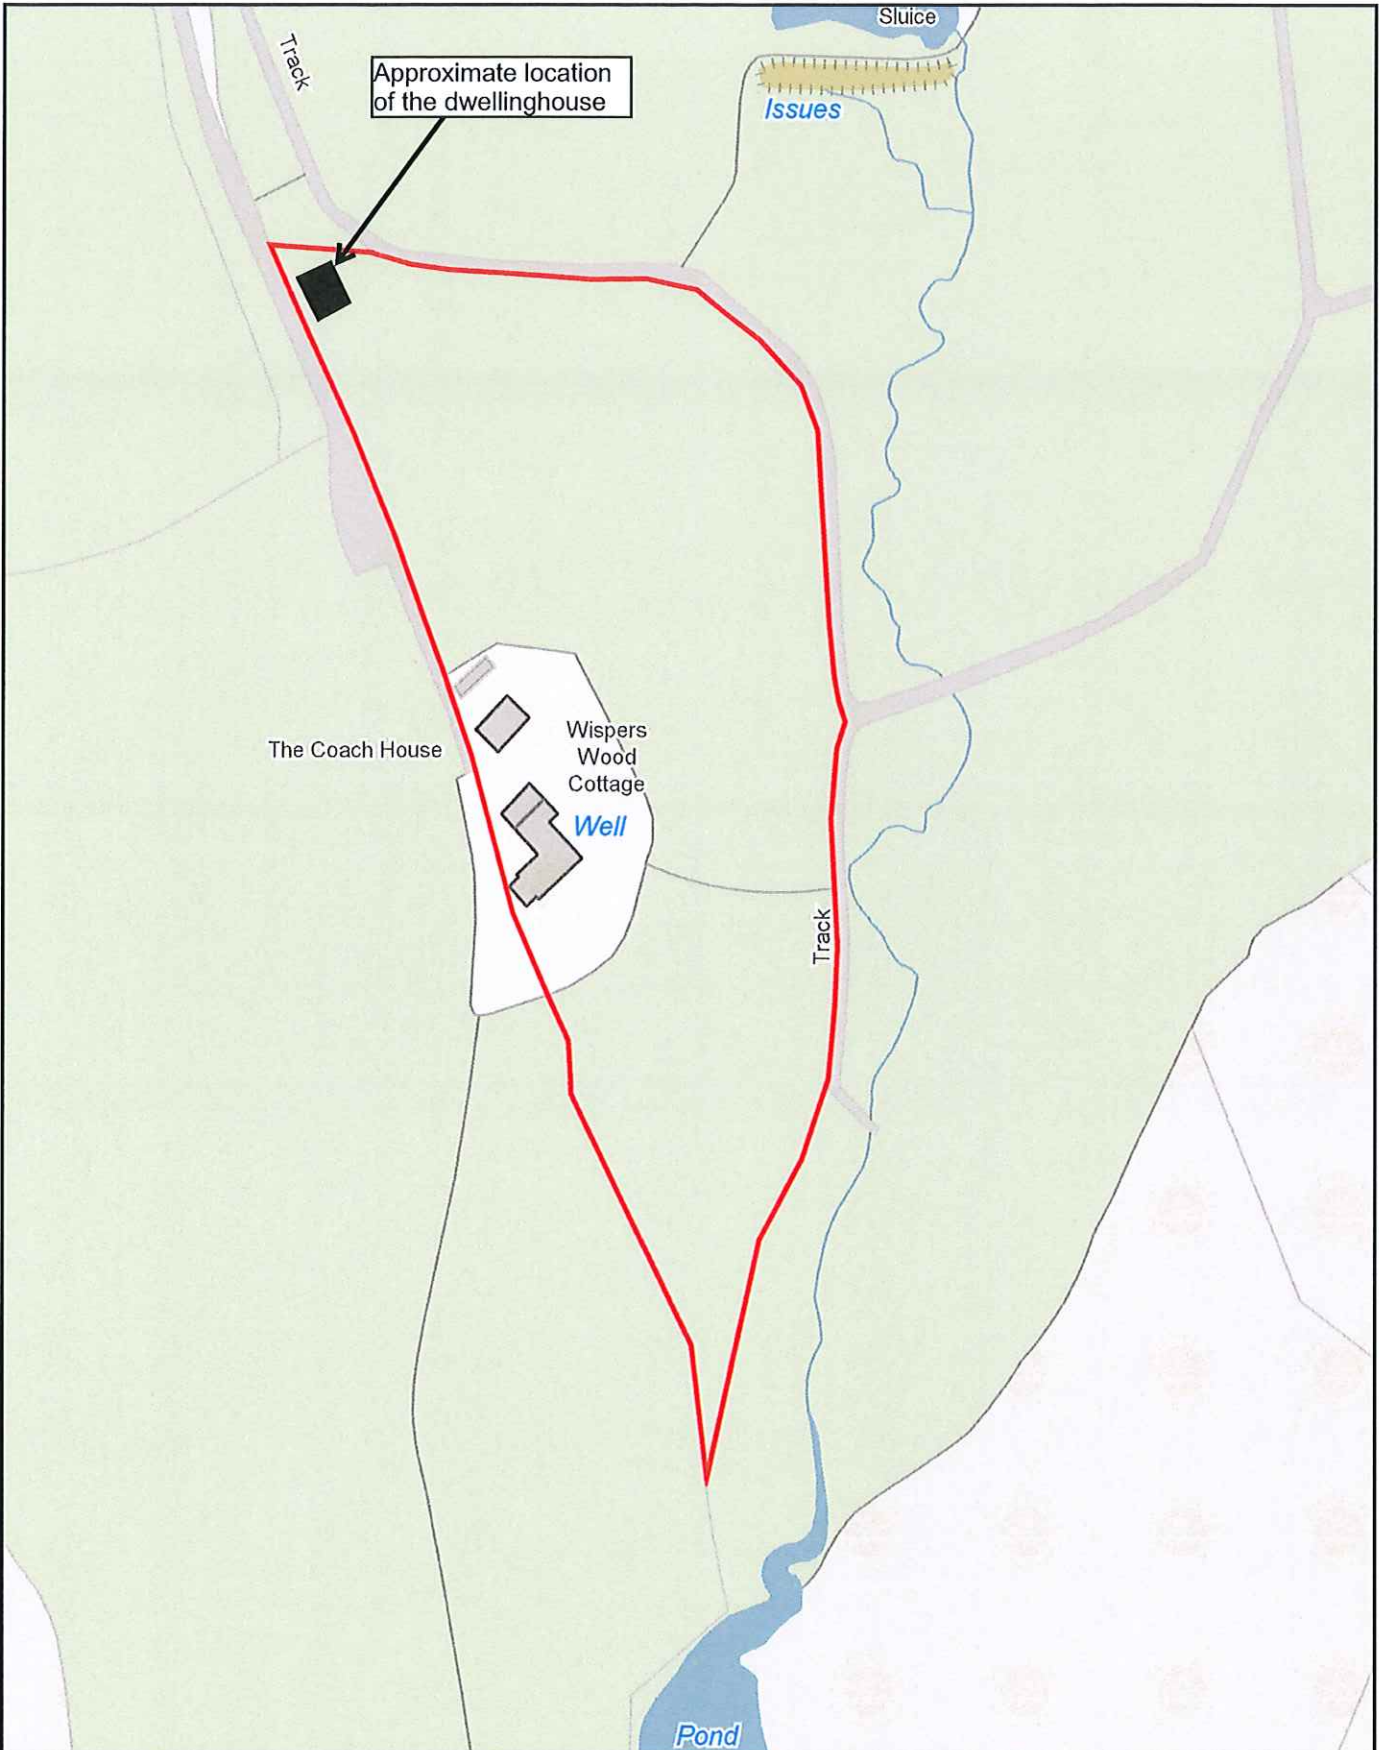 Sluice
Track
Approximate location
of the dwellinghouse
Issues
The Coach House
Wispers
Wood
Cottage
Well
Track
Pond